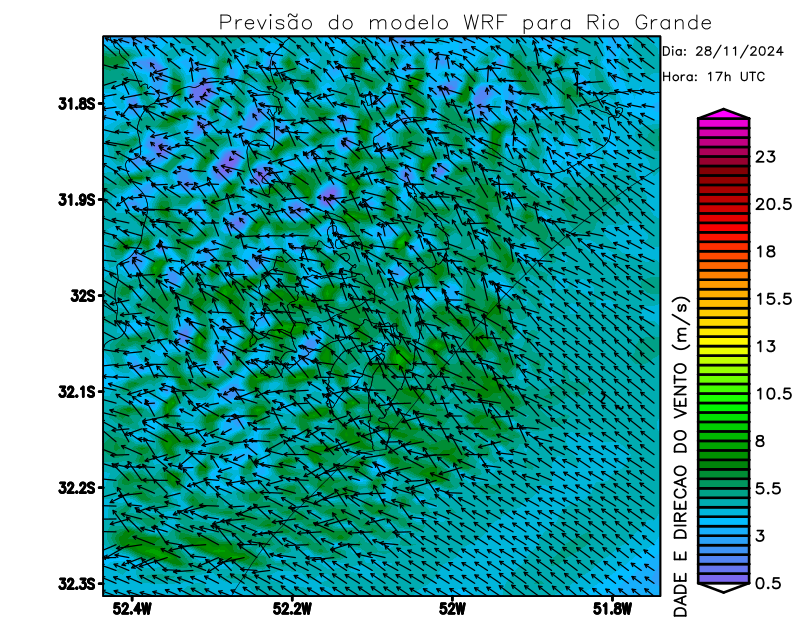 Previsão do modelo WRF para Rio Grande
Dia: 28/11/2024
Hora: 17h UTC
31.8S
31.9S
32S
32.1S
32.2S
32.3S
52.4W
52.2W
52W
51.8W
23
20.5
18
15.5
13
10.5
8
5.5
3
0.5
DADE E DIRECAO DO VENTO (m/s)